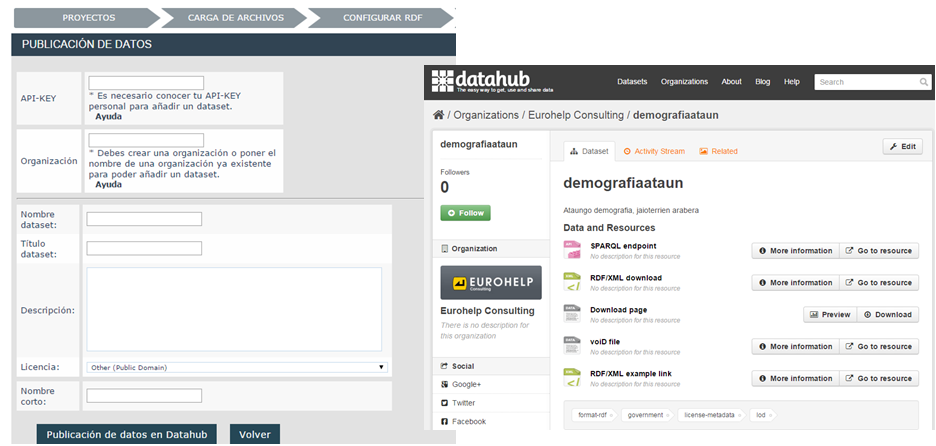 PROYECTOS
CARGA DE ARCHIVOS
CONFIGURAR RDF
PUBLICACIÓN DE DATOS
API-KEY
* Es necesario conocer tu API-KEY
personal para añadir un dataset.
Ayuda
Organización
* Debes crear una organización o poner el
nombre de una organización ya existente
para poder añadir un dataset.
Ayuda
Nombre
dataset:
Título
dataset:
Descripción:
Licencia:
Other (Public Domain)
Nombre
corto:
Publicación de datos en Datahub
Volver
datahub
The easy way to get, use and share data
Datasets
Organizations
About
Blog
Help
Search
/ Organizations / Eurohelp Consulting / demografiaataun
demografiaataun
Followers
0
Follow
Organization
EUROHELP
Consulting
Eurohelp Consulting
There is no description for
this organization
Social
Google+
Twitter
Facebook
Dataset
Activity Stream
Related
Edit
demografiaataun
Ataungo demografia, jaioterrien arabera
Data and Resources
SPARQL endpoint
No description for this resource
More information
Go to resource
RDF/XML download
No description for this resource
More information
Go to resource
Download page
No description for this resource
Preview
Download
voiD file
No description for this resource
More information
Go to resource
RDF/XML example link
No description for this resource
More information
Go to resource
format-rdf
government
license-metadata
lod